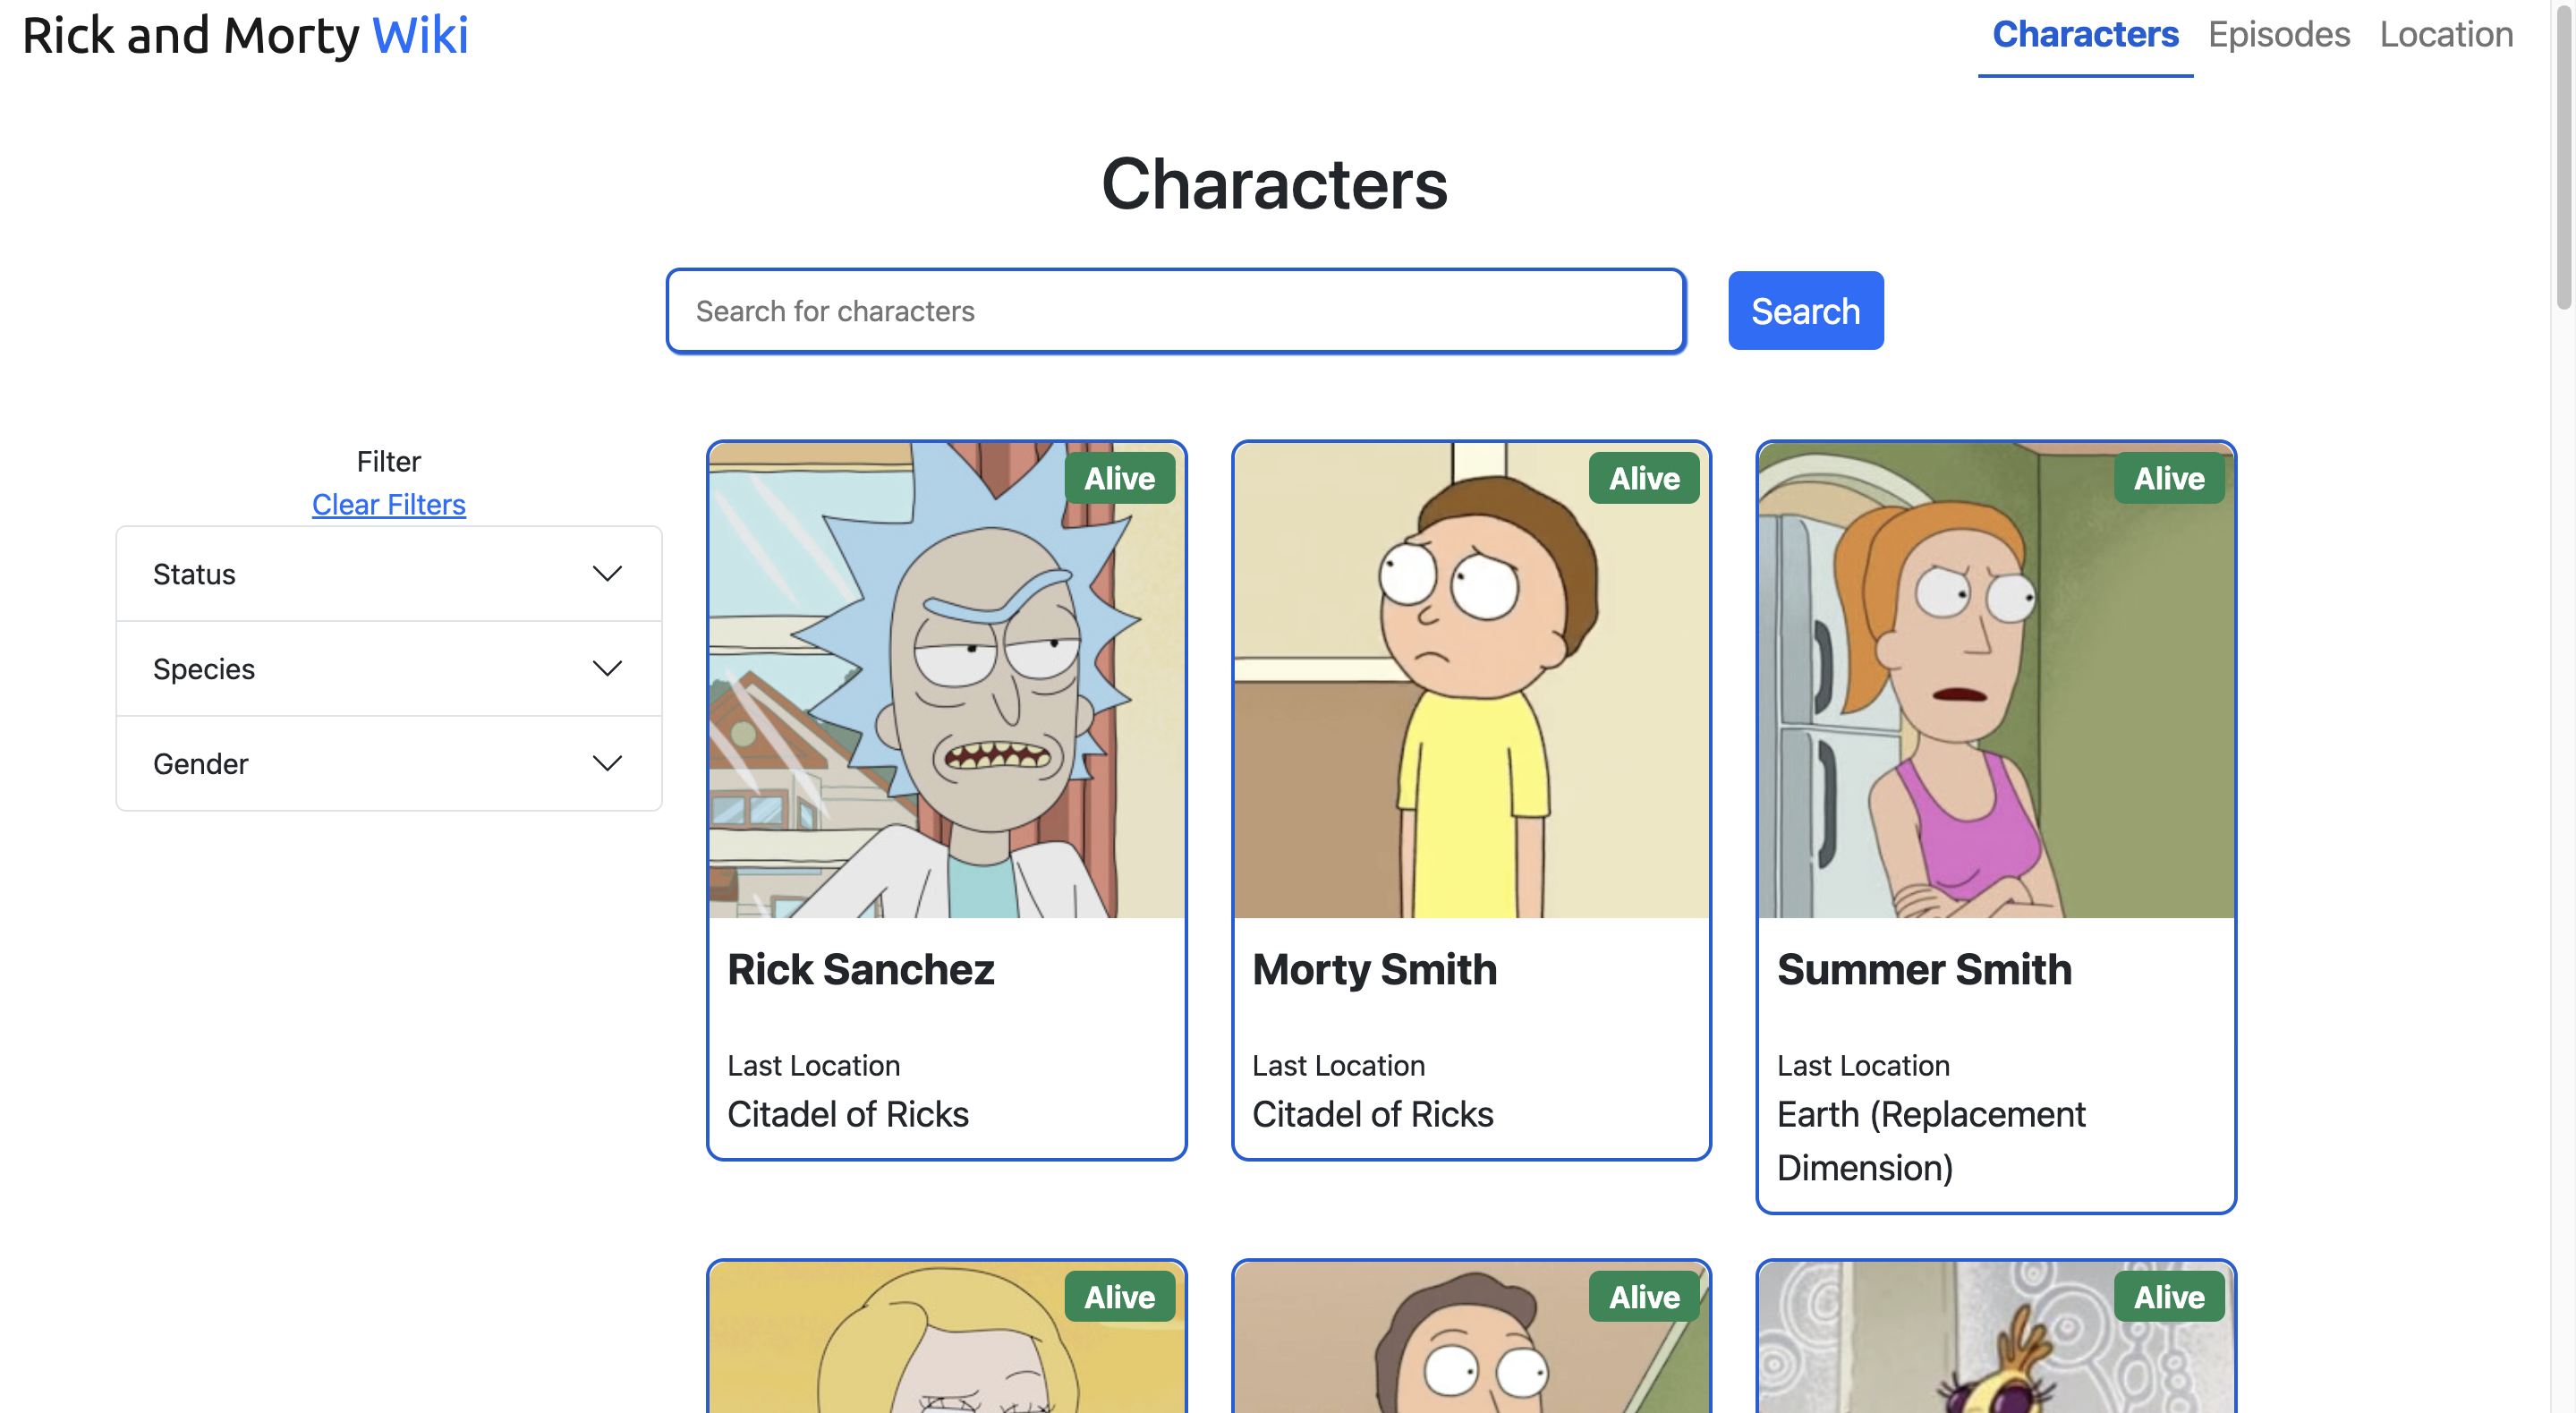 Rick and Morty Wiki
Characters Episodes Location
Characters
Search for characters
Search
Filter
Clear Filters
Status
Species
Gender
Alive
Rick Sanchez
Last Location
Citadel of Ricks
Alive
Morty Smith
Last Location
Citadel of Ricks
Alive
Summer Smith
Last Location
Earth (Replacement
Dimension)
Alive
Alive
Alive